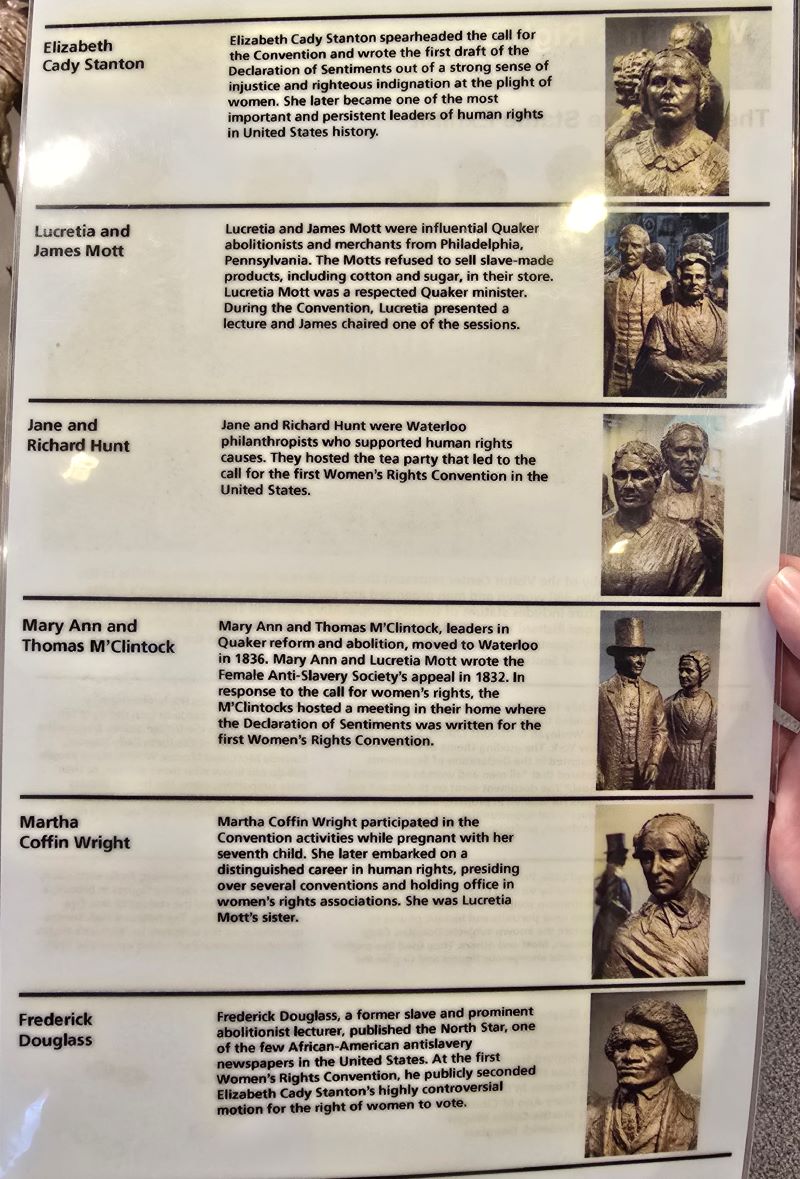 Elizabeth
Cady Stanton
Elizabeth Cady Stanton spearheaded the call for
the Convention and wrote the first draft of the
Declaration of Sentiments out of a strong sense of
injustice and righteous indignation at the plight of
women. She later became one of the most
important and persistent leaders of human rights
in United States history.
Lucretia and
James Mott
Lucretia and James Mott were influential Quaker
abolitionists and merchants from Philadelphia,
Pennsylvania. The Motts refused to sell slave-made
products, including cotton and sugar, in their store.
Lucretia Mott was a respected Quaker minister.
During the Convention, Lucretia presented a
lecture and James chaired one of the sessions.
Jane and
Richard Hunt
Jane and Richard Hunt were Waterloo
philanthropists who supported human rights
causes. They hosted the tea party that led to the
call for the first Women's Rights Convention in the
United States.
Mary Ann and
Thomas M'Clintock
Mary Ann and Thomas M'Clintock, leaders in
Quaker reform and abolition, moved to Waterloo
in 1836. Mary Ann and Lucretia Mott wrote the
Female Anti-Slavery Society's appeal in 1832. In
response to the call for women's rights, the
M'Clintocks hosted a meeting in their home where
the Declaration of Sentiments was written for the
first Women's Rights Convention.
Martha
Coffin Wright
Martha Coffin Wright participated in the
Convention activities while pregnant with her
seventh child. She later embarked on a
distinguished career in human rights, presiding
over several conventions and holding office in
women's rights associations. She was Lucretia
Mott's sister.
Frederick
Douglass
Frederick Douglass, a former slave and prominent
abolitionist lecturer, published the North Star, one
of the few African-American antislavery
newspapers in the United States. At the first
Women's Rights Convention, he publicly seconded
Elizabeth Cady Stanton's highly controversial
motion for the right of women to vote.